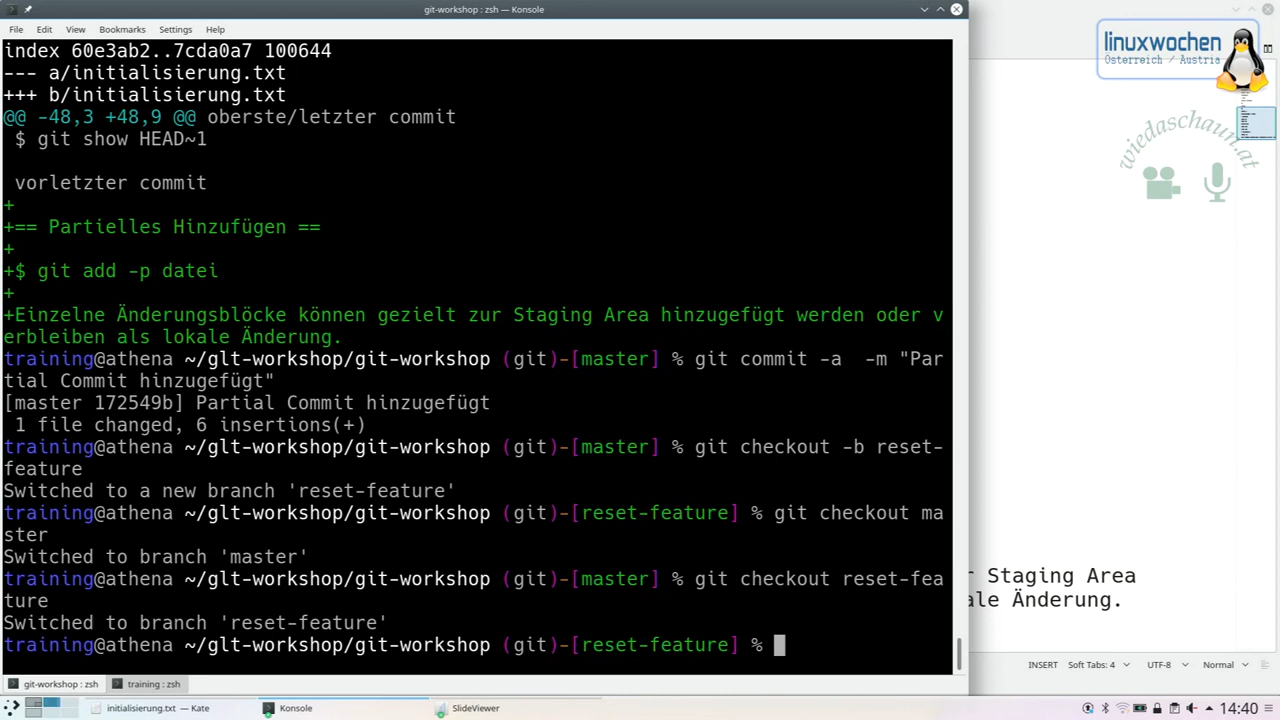 git-workshop : zsh — Konsole
File Edit View Bookmarks Settings Help
index 60e3ab2..7cda0a7 100644
--- a/initialisierung.txt
+++ b/initialisierung.txt
@@ -48,3 +48,9 @@ oberste/letzter commit
$ git show HEAD~1
vorletzter commit
+
+== Partielles Hinzufügen ==
+
+$ git add -p datei
+
+Einzelne Änderungsblöcke können gezielt zur Staging Area hinzugefügt werden oder v
erbleiben als lokale Änderung.
training@athena ~/glt-workshop/git-workshop (git)-[master] % git commit -a  -m "Par
tial Commit hinzugefügt"
[master 172549b] Partial Commit hinzugefügt
1 file changed, 6 insertions(+)
training@athena ~/glt-workshop/git-workshop (git)-[master] % git checkout -b reset-
feature
Switched to a new branch 'reset-feature'
training@athena ~/glt-workshop/git-workshop (git)-[reset-feature] % git checkout ma
ster
Switched to branch 'master'
training@athena ~/glt-workshop/git-workshop (git)-[master] % git checkout reset-fea
ture
Switched to branch 'reset-feature'
training@athena ~/glt-workshop/git-workshop (git)-[reset-feature] %
git-workshop : zsh training : zsh
linuxwochen
Österreich / Austria
wiedaschaun.at
r Staging Area
ale Änderung.
INSERT Soft Tabs: 4 UTF-8 Normal
initialisierung.txt — Kate Konsole SlideViewer 14:40